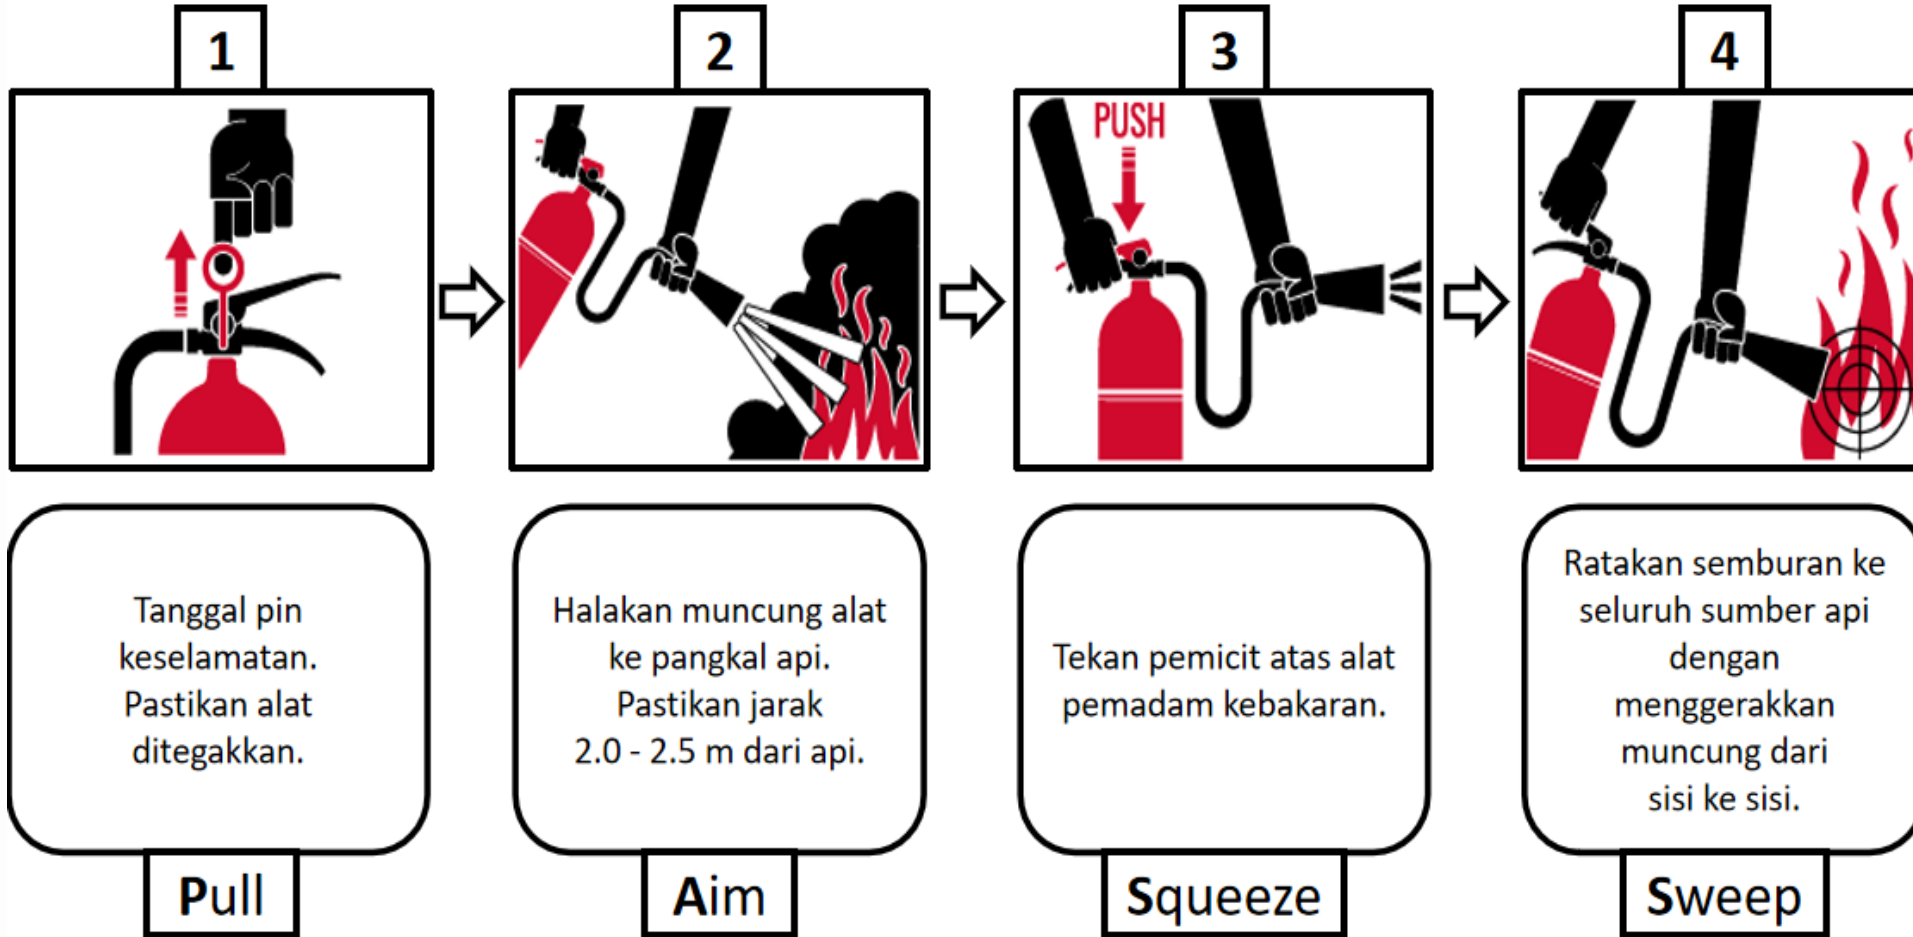 1
2
3
4
PUSH
Tanggal pin
keselamatan.
Pastikan alat
ditegakkan.
Halakan muncung alat
ke pangkal api.
Pastikan jarak
2.0 - 2.5 m dari api.
Tekan pemicit atas alat
pemadam kebakaran.
Ratakan semburan ke
seluruh sumber api
dengan
menggerakkan
muncung dari
sisi ke sisi.
Pull
Aim
Squeeze
Sweep